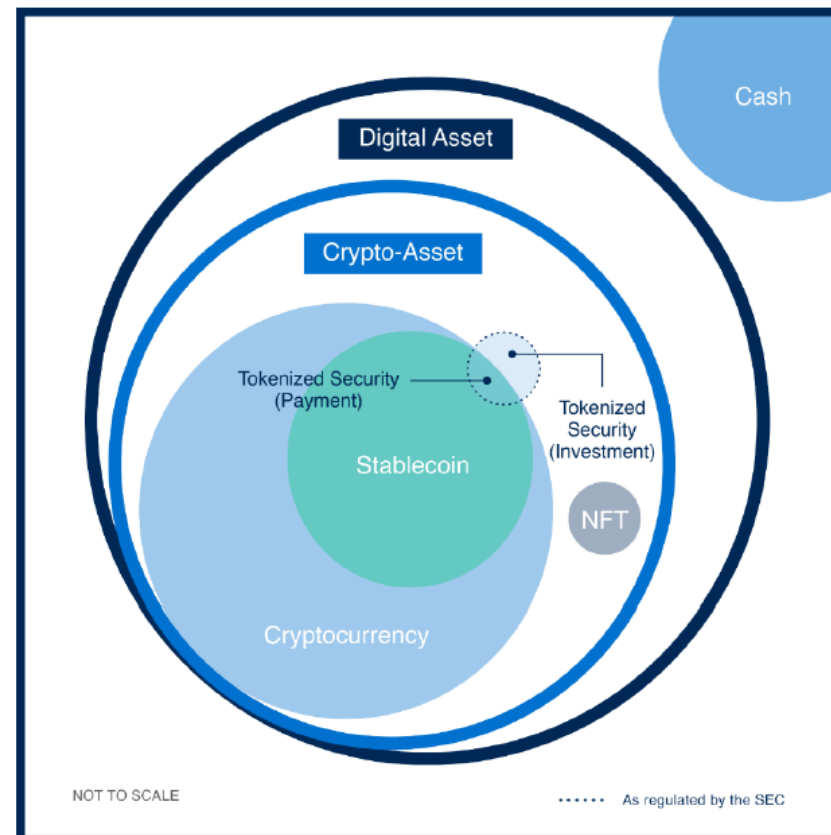 Cash
Digital Asset
Crypto-Asset
Tokenized Security
(Payment)
Tokenized
Security
(Investment)
Stablecoin
NFT
Cryptocurrency
NOT TO SCALE
As regulated by the SEC